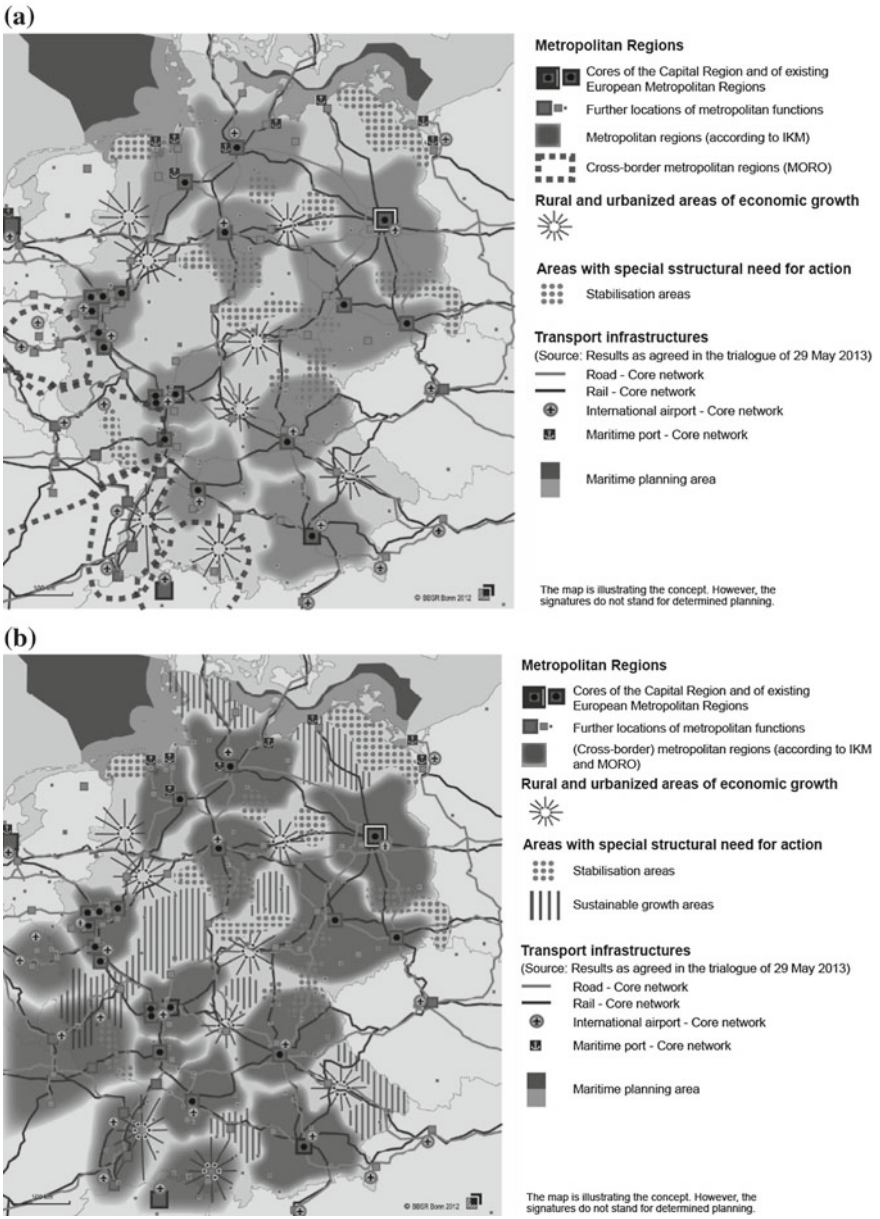 (a)
Metropolitan Regions
Cores of the Capital Region and of existing
European Metropolitan Regions
Further locations of metropolitan functions
Metropolitan regions (according to IKM)
Cross-border metropolitan regions (MORO)
Rural and urbanized areas of economic growth
Areas with special sstructural need for action
Stabilisation areas
Transport infrastructures
(Source: Results as agreed in the trialogue of 29 May 2013)
Road - Core network
Rail - Core network
International airport - Core network
Maritime port - Core network
Maritime planning area
100 km
© BBSR Bonn 2012
The map is illustrating the concept. However, the
signatures do not stand for determined planning.
(b)
Metropolitan Regions
Cores of the Capital Region and of existing
European Metropolitan Regions
Further locations of metropolitan functions
(Cross-border) metropolitan regions (according to IKM
and MORO)
Rural and urbanized areas of economic growth
Areas with special structural need for action
Stabilisation areas
Sustainable growth areas
Transport infrastructures
(Source: Results as agreed in the trialogue of 29 May 2013)
Road - Core network
Rail - Core network
International airport - Core network
Maritime port - Core network
Maritime planning area
100 km
© BBSR Bonn 2012
The map is illustrating the concept. However, the
signatures do not stand for determined planning.